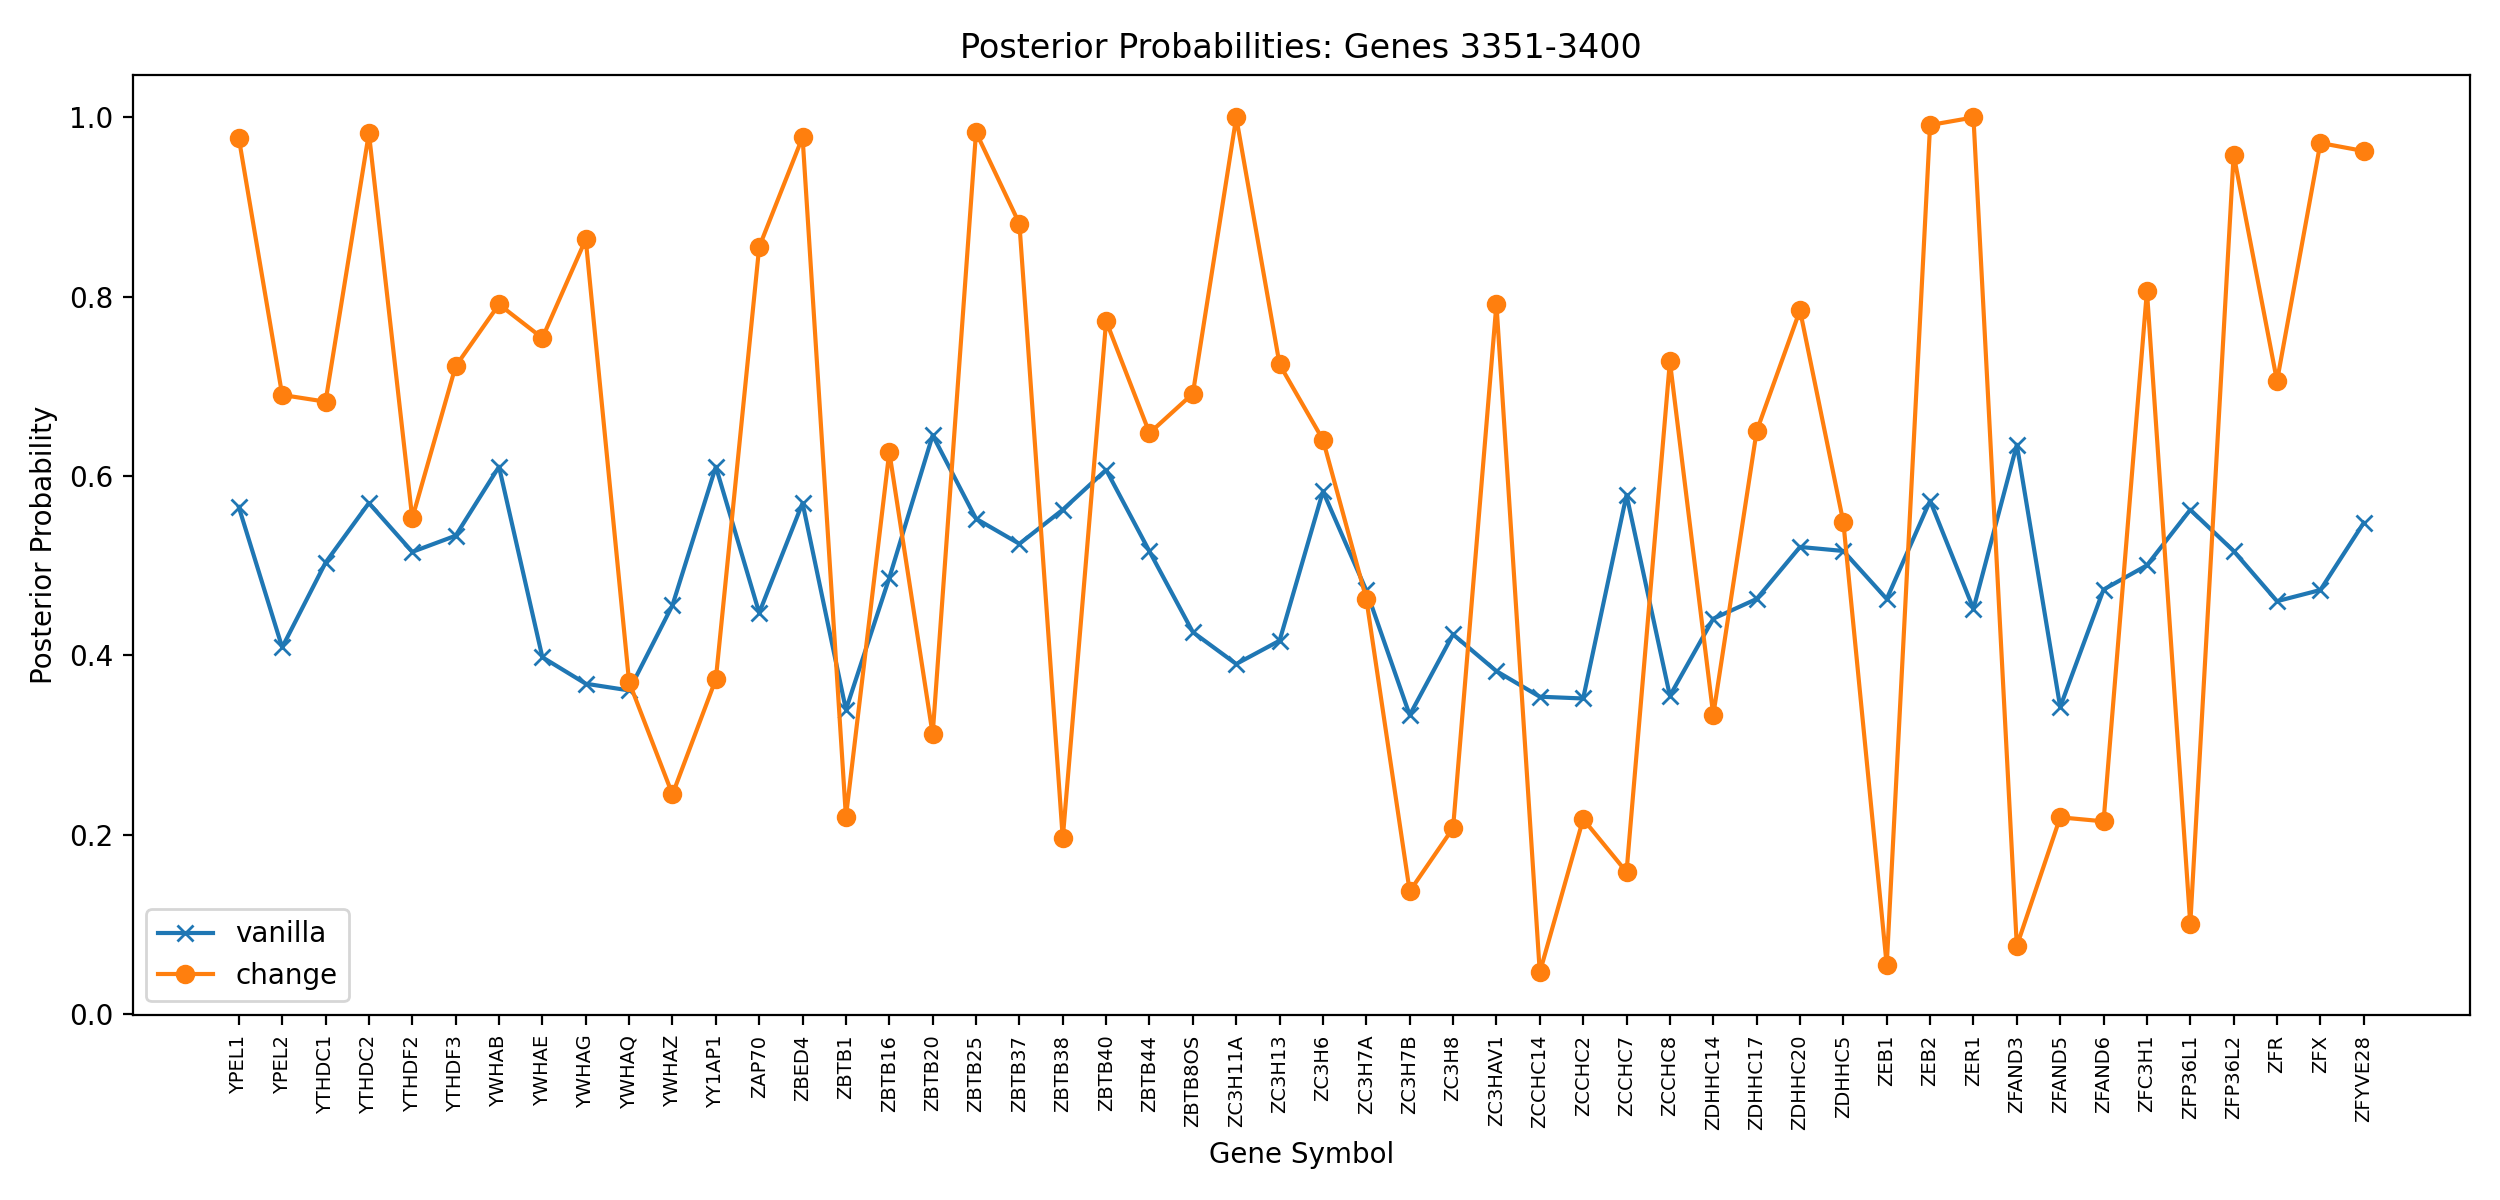 Posterior Probabilities: Genes 3351-3400
Posterior Probability
1.0
0.8
0.6
0.4
0.2
0.0
vanilla
change
YPEL1
YPEL2
YTHDC1
YTHDC2
YTHDF2
YTHDF3
YWHAB
YWHAE
YWHAG
YWHAQ
YWHAZ
YY1AP1
ZAP70
ZBED4
ZBTB1
ZBTB16
ZBTB20
ZBTB25
ZBTB37
ZBTB38
ZBTB40
ZBTB44
ZBTB8OS
ZC3H11A
ZC3H13
ZC3H6
ZC3H7A
ZC3H7B
ZC3H8
ZC3HAV1
ZCCHC14
ZCCHC2
ZCCHC7
ZCCHC8
ZDHHC14
ZDHHC17
ZDHHC20
ZDHHC5
ZEB1
ZEB2
ZER1
ZFAND3
ZFAND5
ZFAND6
ZFC3H1
ZFP36L1
ZFP36L2
ZFR
ZFX
ZFYVE28
Gene Symbol